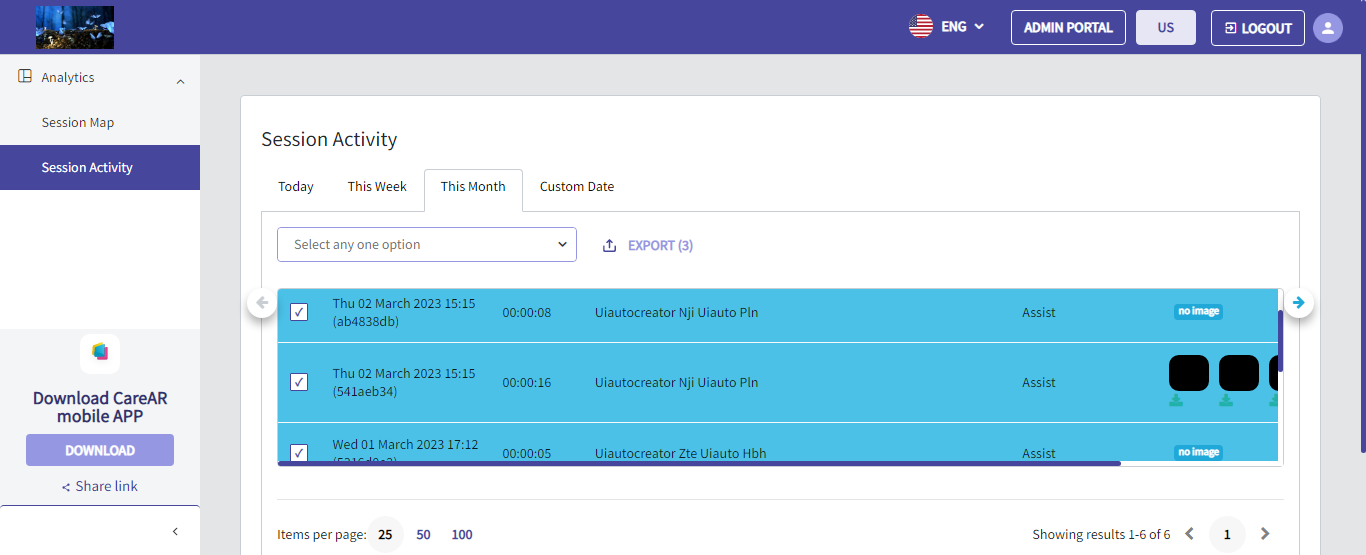 ENG
ADMIN PORTAL
US
LOGOUT
Analytics
Session Map
Session Activity
Download CareAR
mobile APP
DOWNLOAD
Share link
Session Activity
Today
This Week
This Month
Custom Date
Select any one option
EXPORT (3)
Thu 02 March 2023 15:15
(ab4838db)
00:00:08
Uiautocreator Nji Uiauto Pln
Assist
no image
Thu 02 March 2023 15:15
(541aeb34)
00:00:16
Uiautocreator Nji Uiauto Pln
Assist
Wed 01 March 2023 17:12
00:00:05
Uiautocreator Zte Uiauto Hbh
Assist
no image
Items per page: 25 50 100
Showing results 1-6 of 6
1